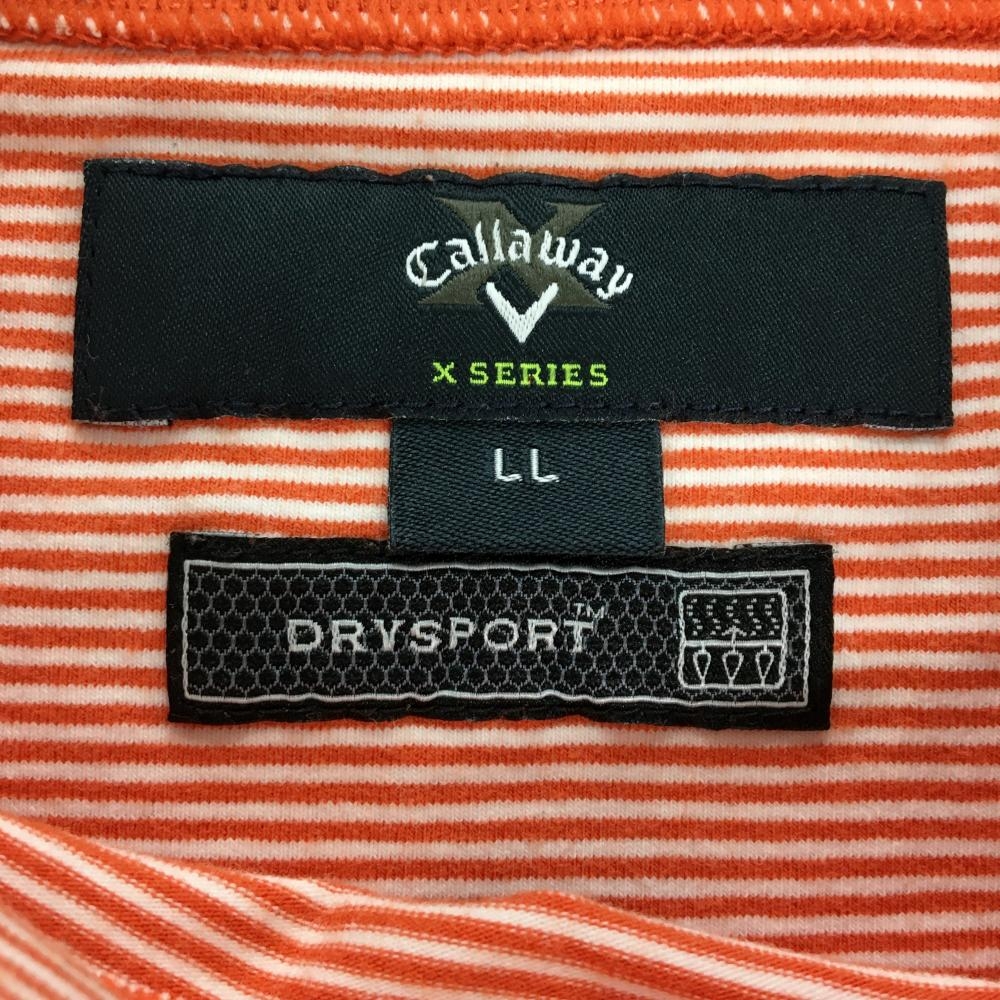 X
Callaway
X SERIES
LL
DRYSPORT™